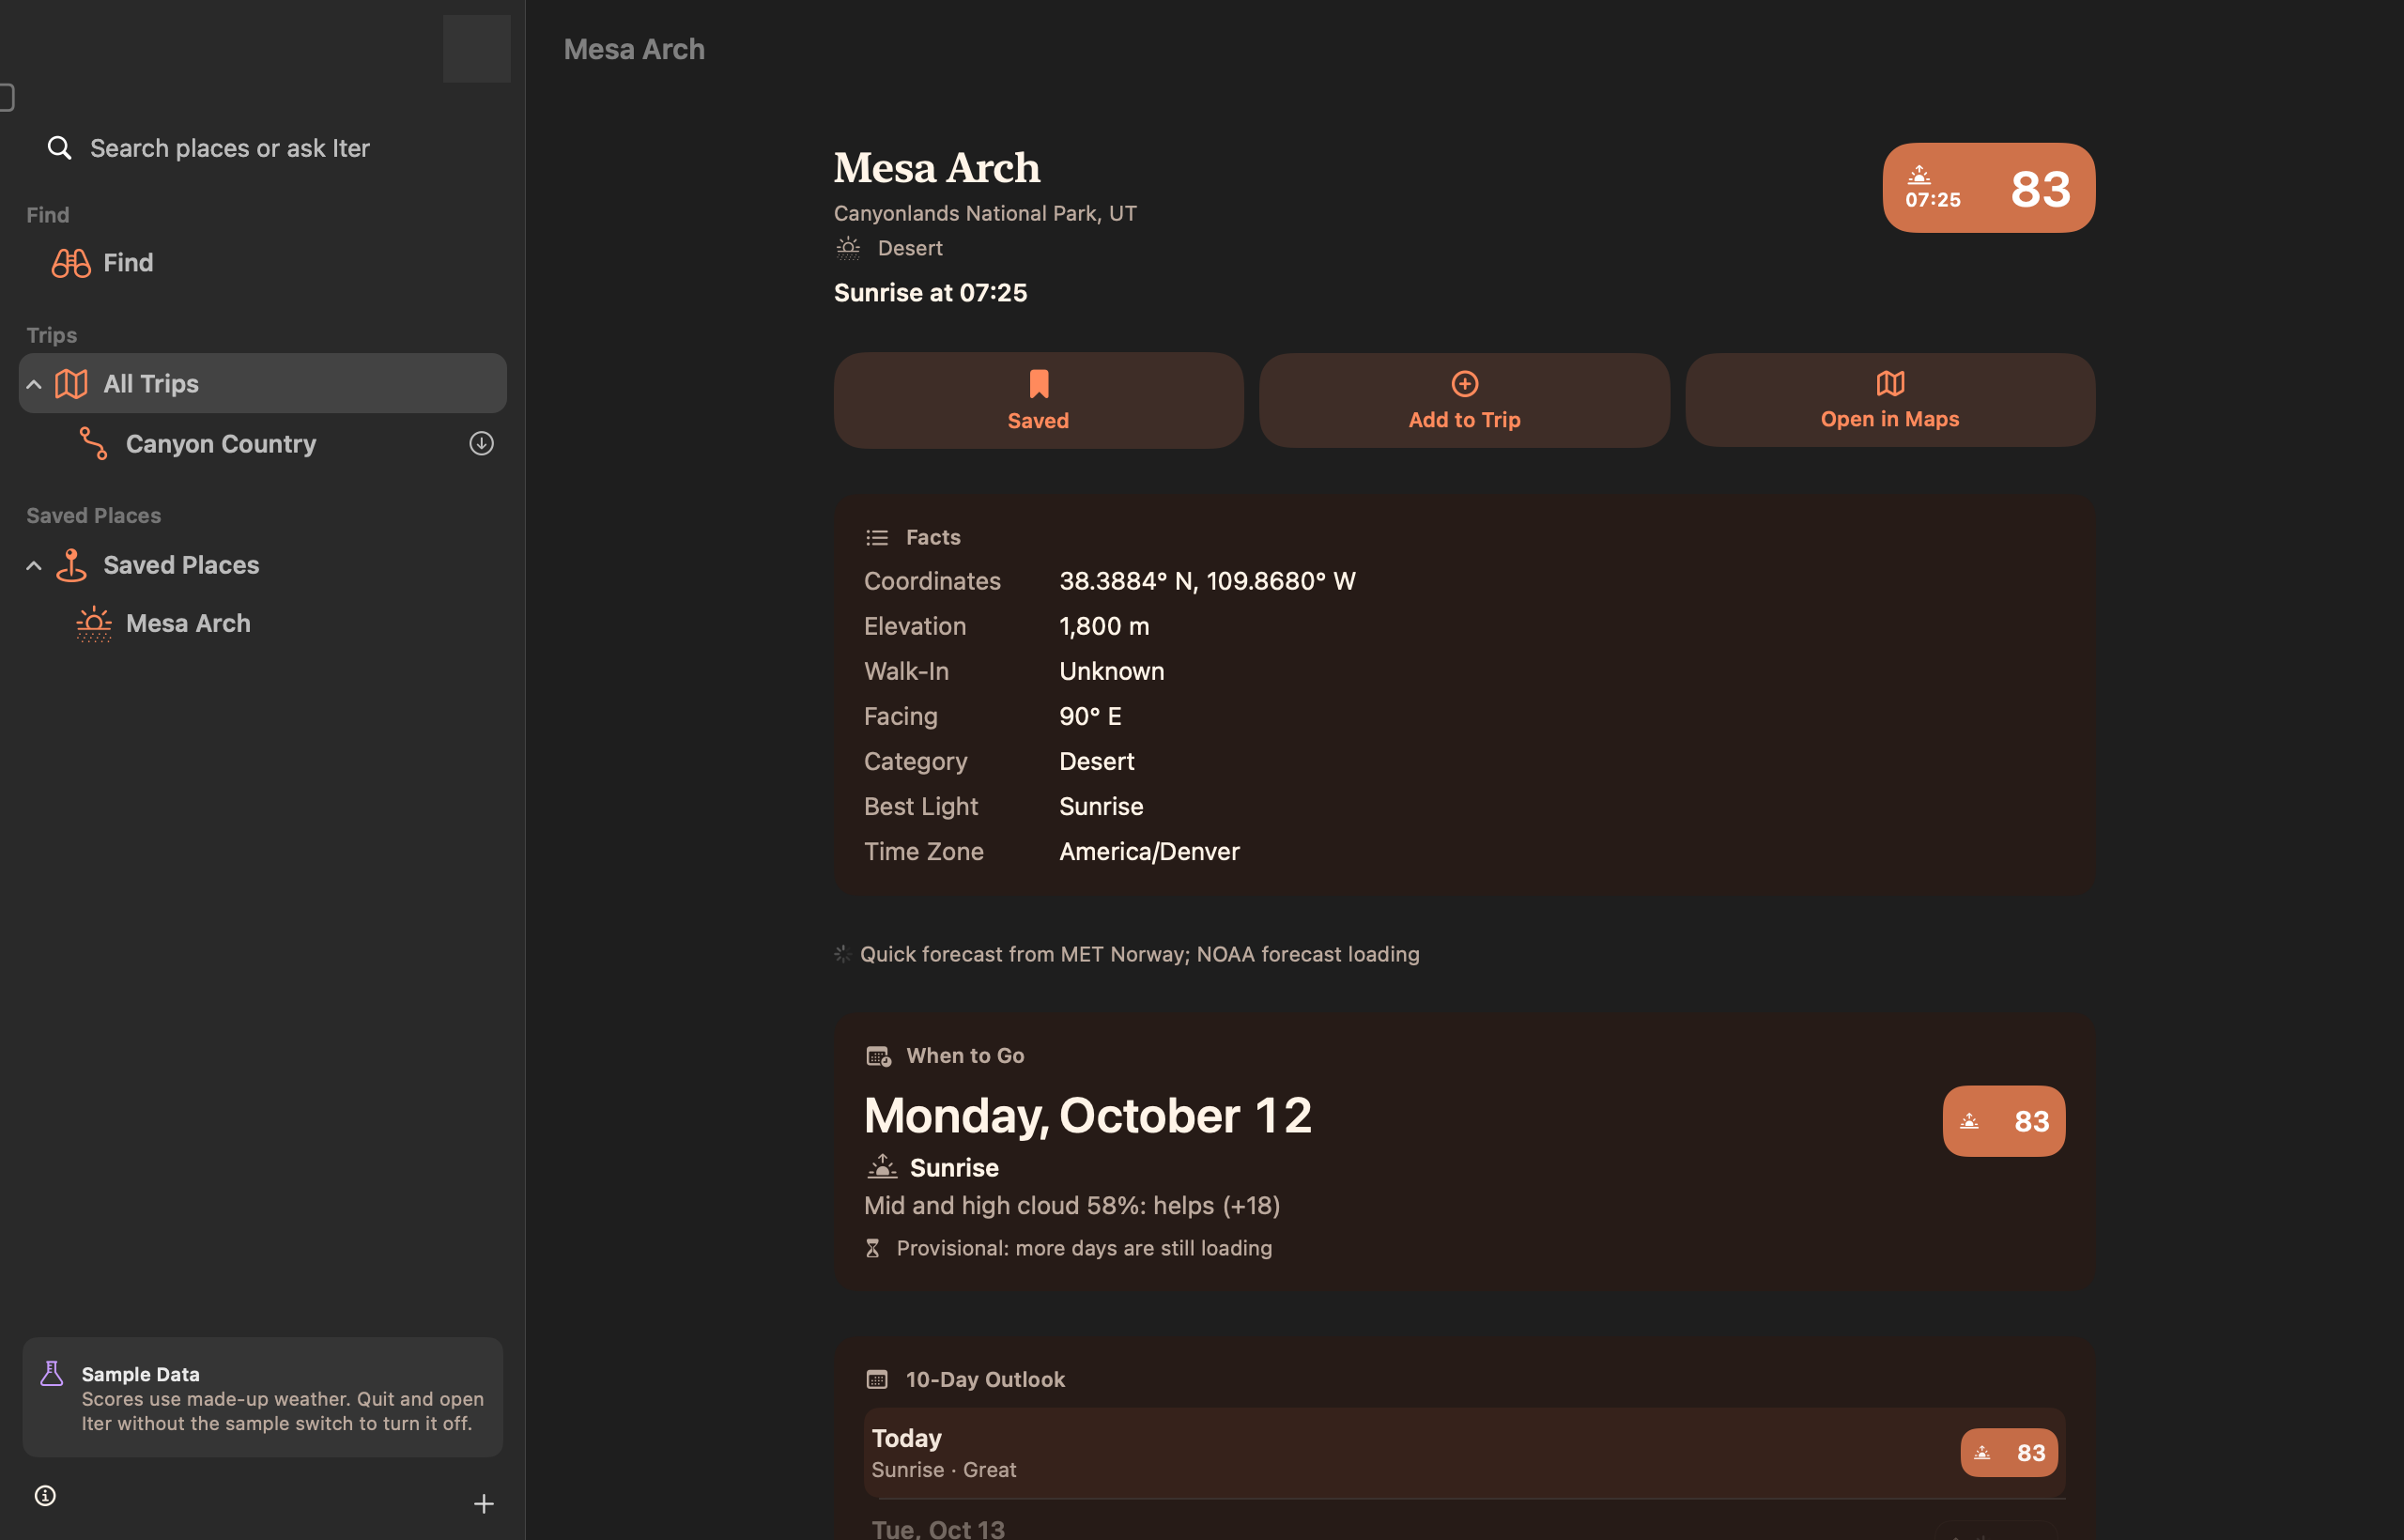 Mesa Arch
Search places or ask Iter
Find
Find
Trips
All Trips
Canyon Country
Saved Places
Saved Places
Mesa Arch
Sample Data
Scores use made-up weather. Quit and open
Iter without the sample switch to turn it off.
Mesa Arch
Canyonlands National Park, UT
Desert
Sunrise at 07:25
07:25
83
Saved
Add to Trip
Open in Maps
Facts
Coordinates 38.3884° N, 109.8680° W
Elevation 1,800 m
Walk-In Unknown
Facing 90° E
Category Desert
Best Light Sunrise
Time Zone America/Denver
Quick forecast from MET Norway; NOAA forecast loading
When to Go
Monday, October 12
83
Sunrise
Mid and high cloud 58%: helps (+18)
Provisional: more days are still loading
10-Day Outlook
Today
Sunrise · Great
83
Tue, Oct 13